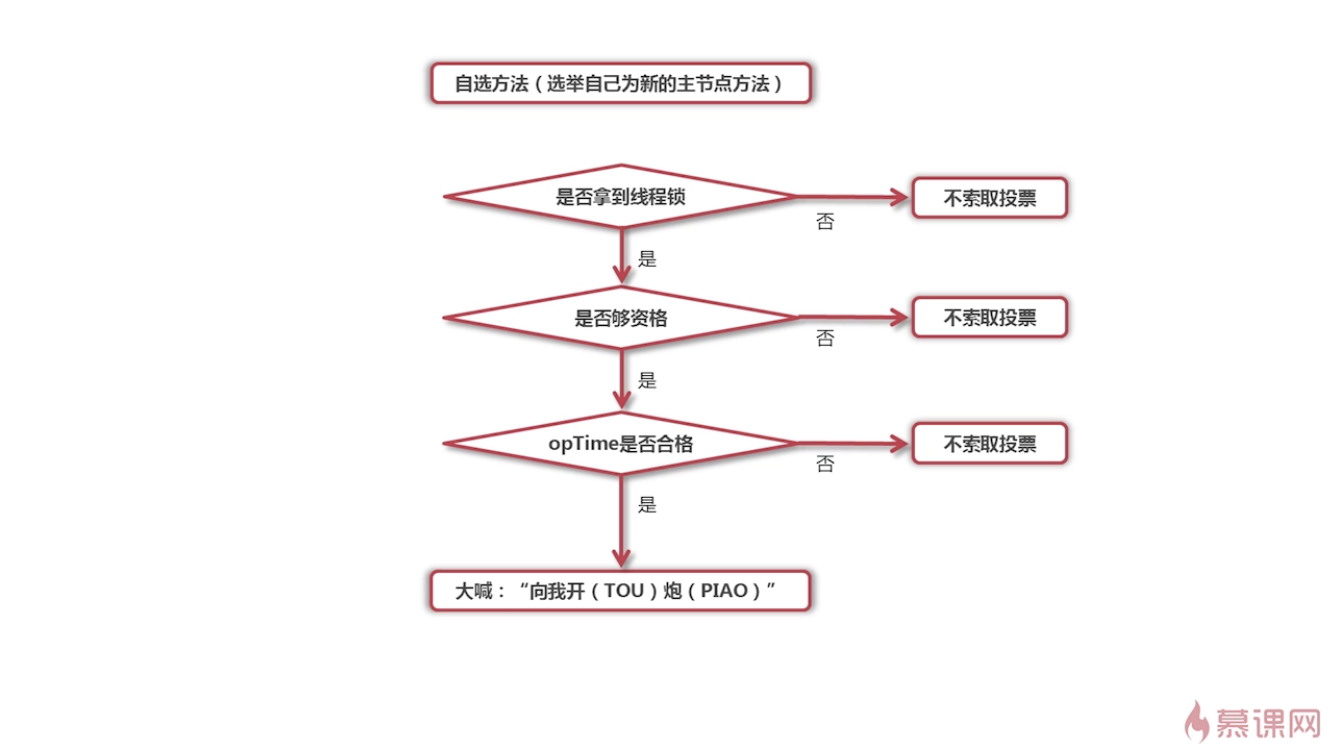 自选方法（选举自己为新的主节点方法）
是否拿到线程锁
不索取投票
否
是
是否够资格
不索取投票
否
是
opTime是否合格
不索取投票
否
是
大喊：“向我开（TOU）炮（PIAO）”
慕课网